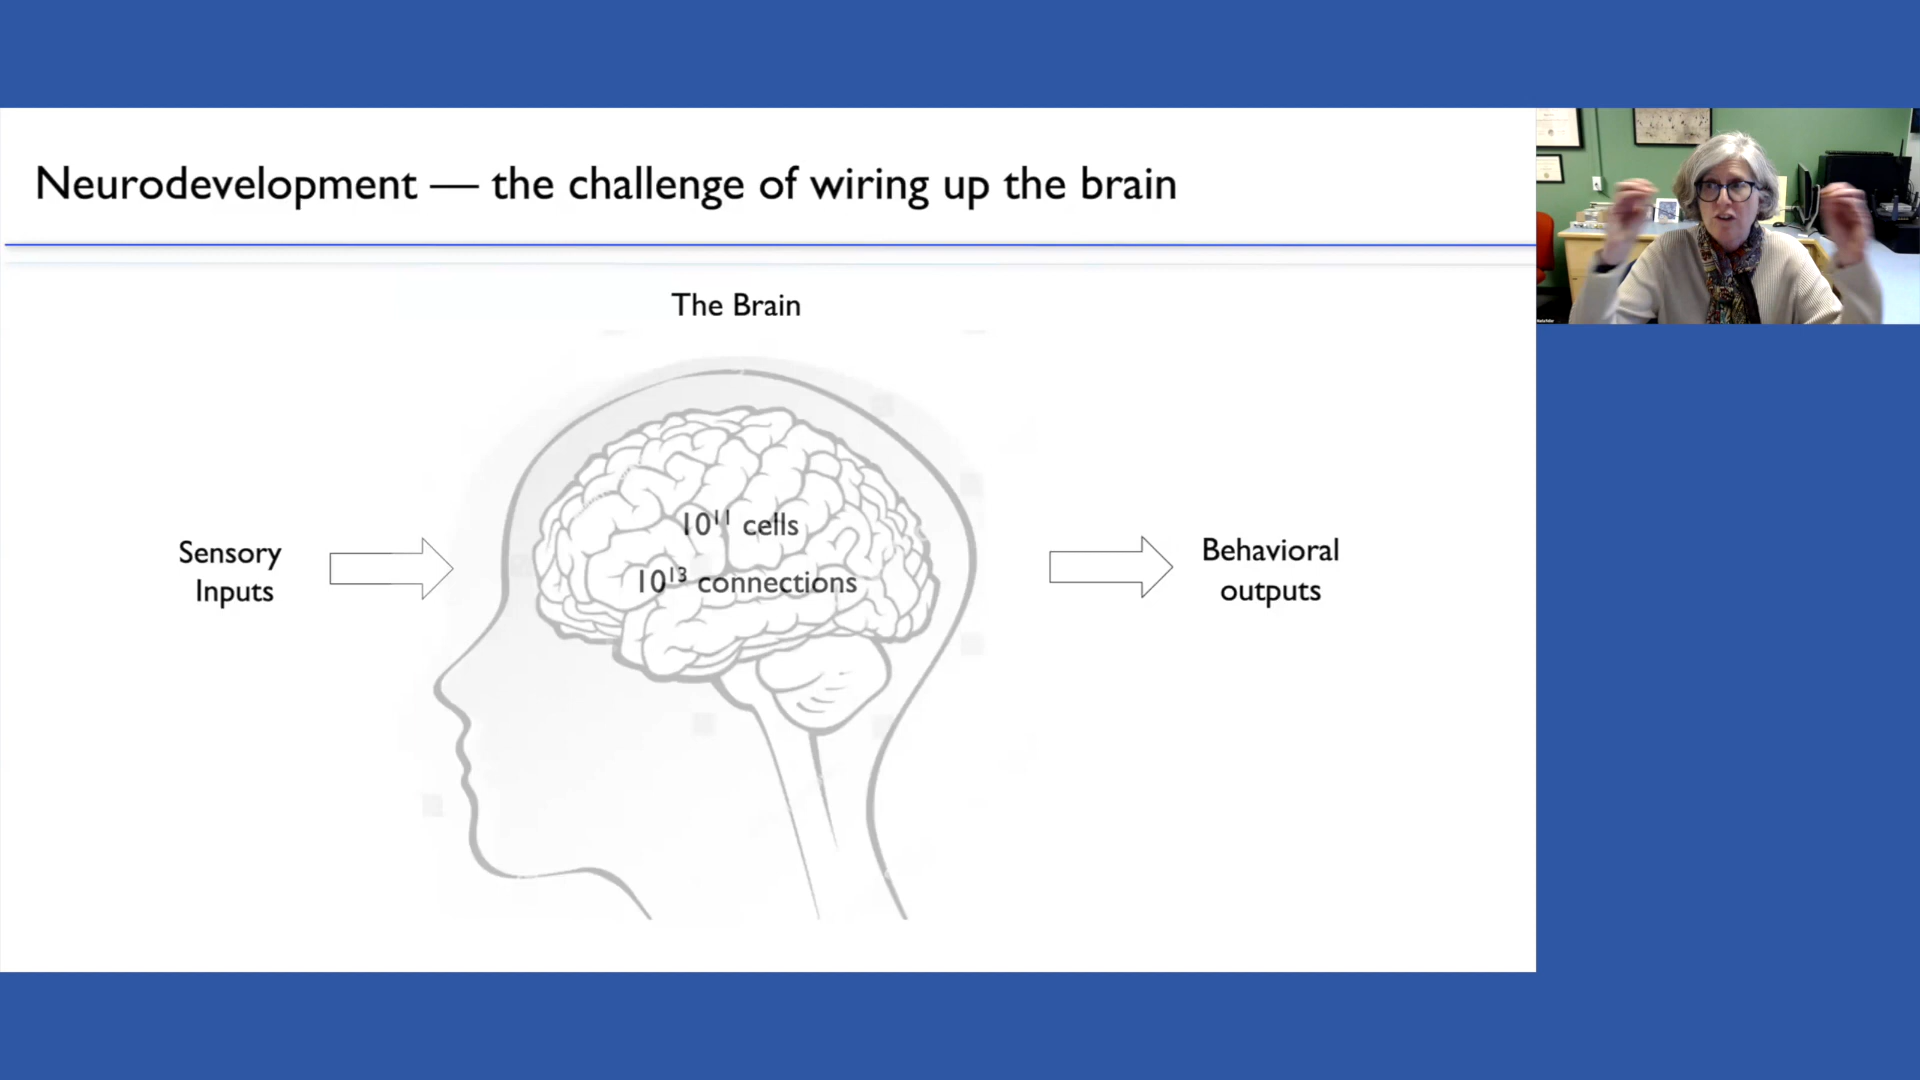 Neurodevelopment — the challenge of wiring up the brain
The Brain
10¹¹ cells
10¹³ connections
Sensory
Inputs
Behavioral
outputs